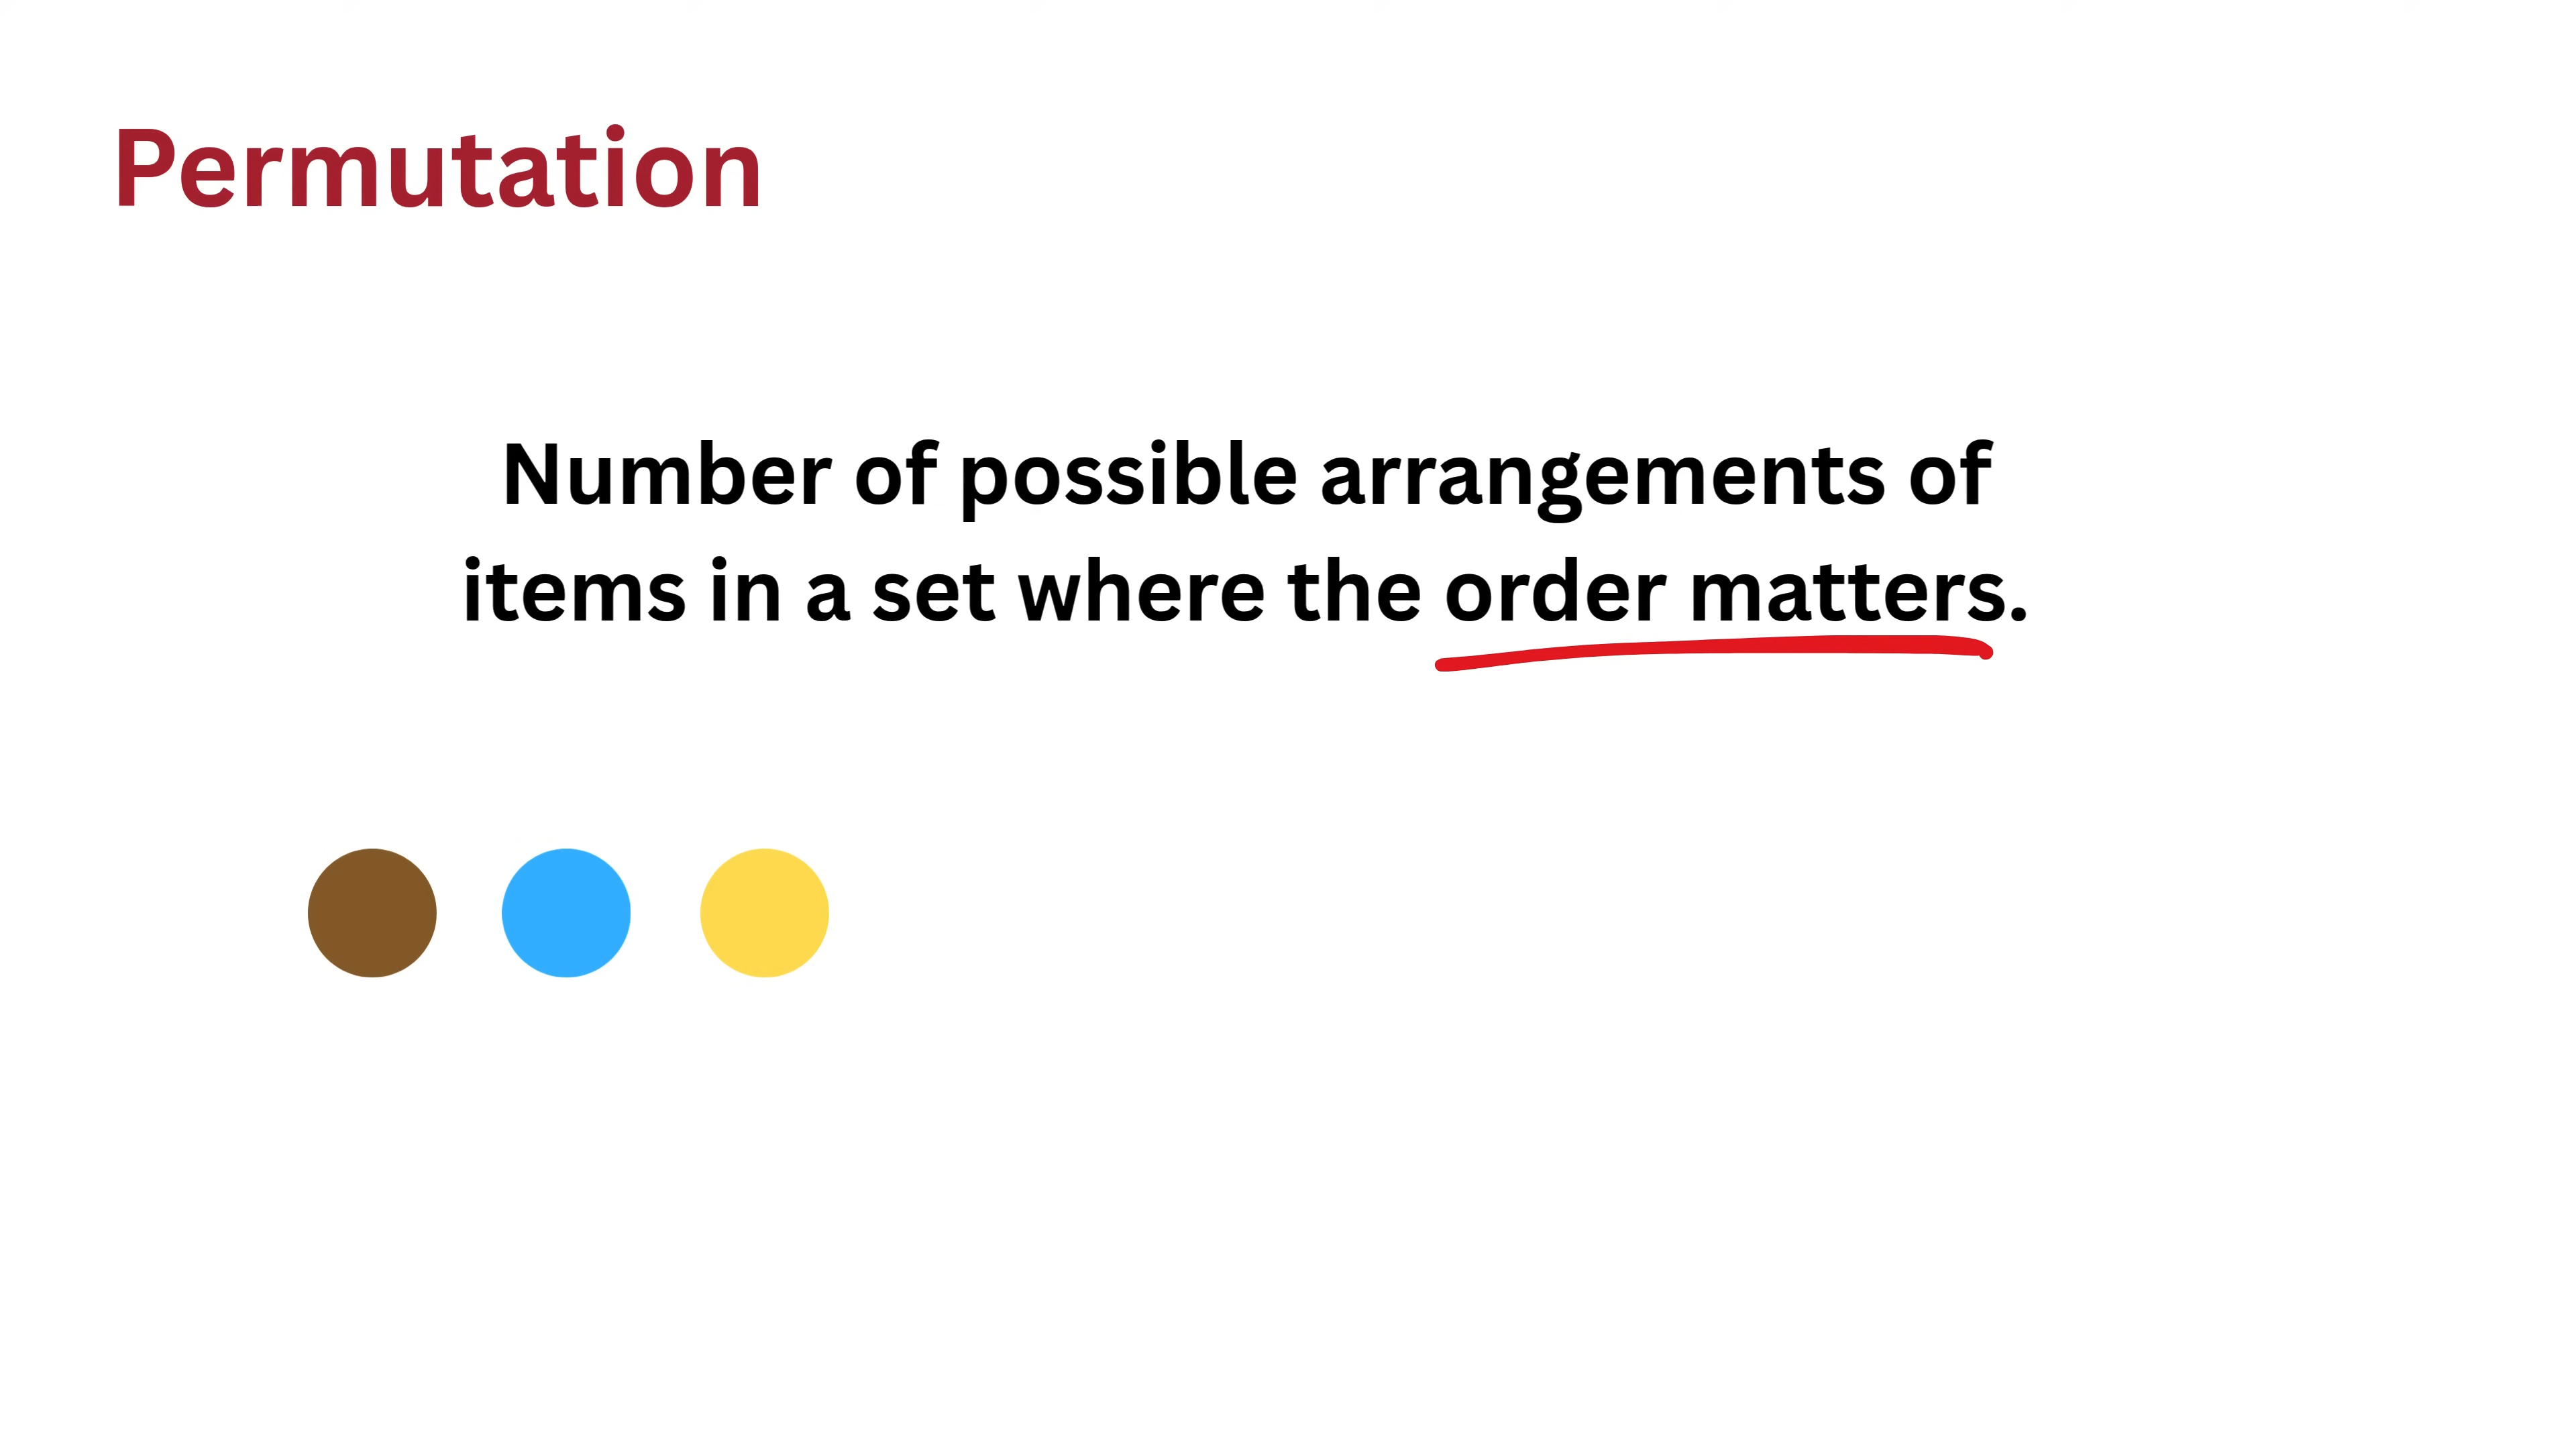 Permutation
Number of possible arrangements of
items in a set where the order matters.